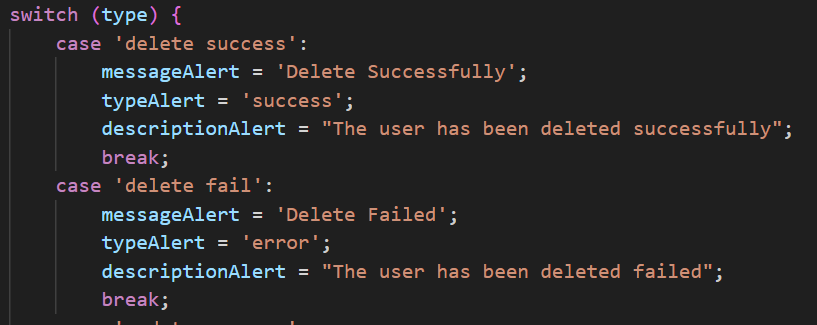 switch (type) {
case 'delete success':
messageAlert = 'Delete Successfully';
typeAlert = 'success';
descriptionAlert = "The user has been deleted successfully";
break;
case 'delete fail':
messageAlert = 'Delete Failed';
typeAlert = 'error';
descriptionAlert = "The user has been deleted failed";
break;